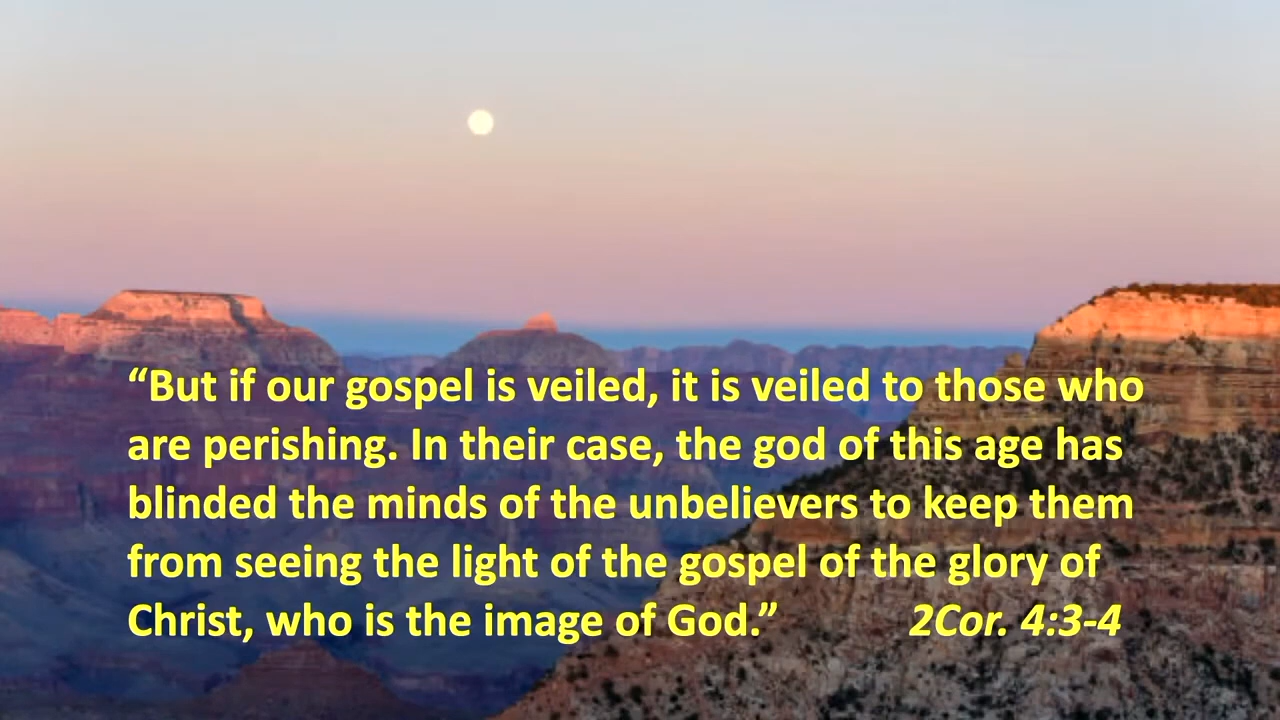 “But if our gospel is veiled, it is veiled to those who
are perishing. In their case, the god of this age has
blinded the minds of the unbelievers to keep them
from seeing the light of the gospel of the glory of
Christ, who is the image of God.” 2Cor. 4:3-4